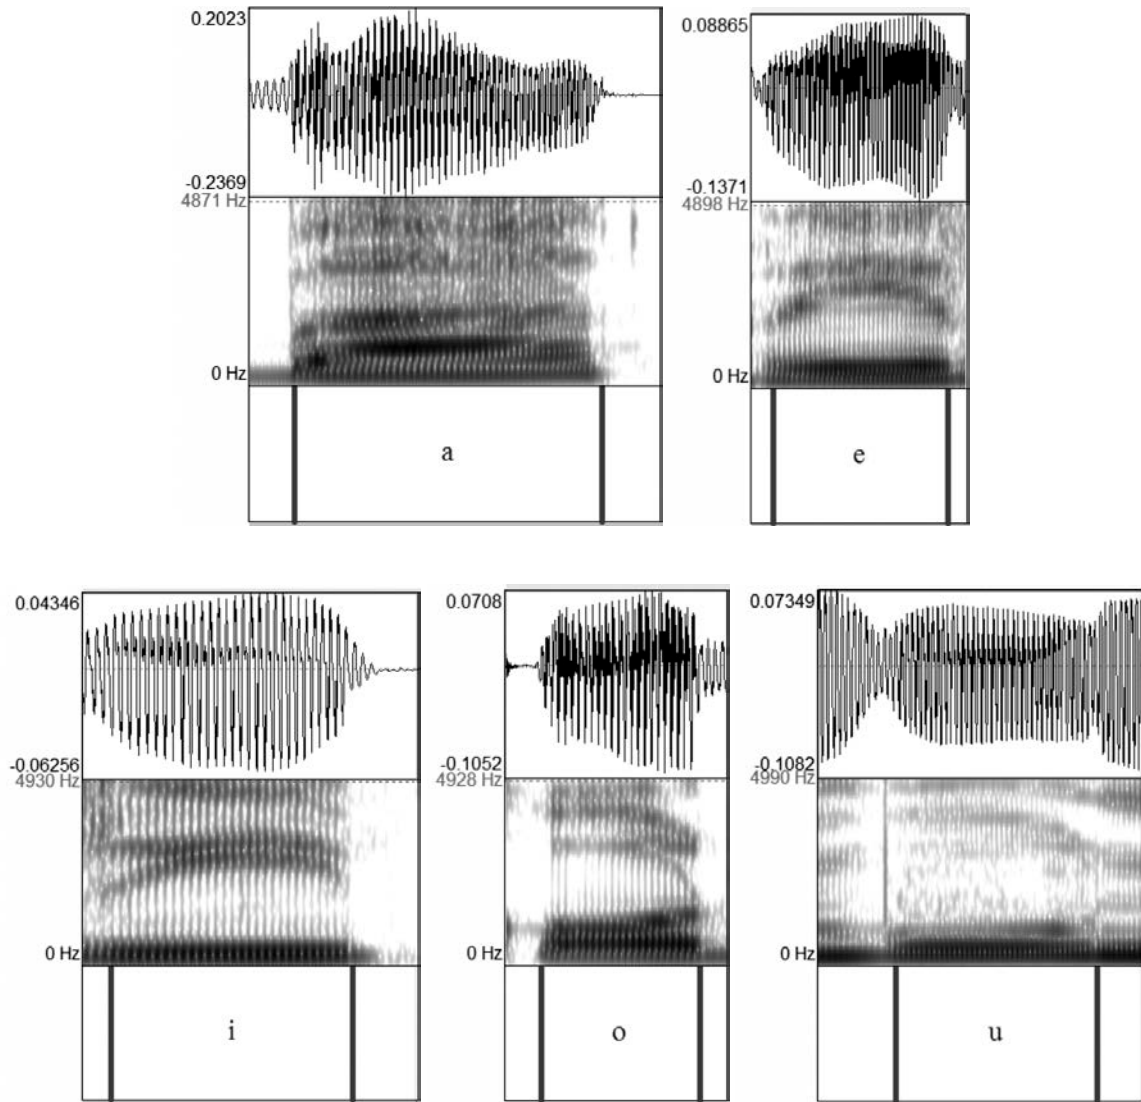 0.2023
-0.2369
4871 Hz
0 Hz
a
0.08865
-0.1371
4898 Hz
0 Hz
e
0.04346
-0.06256
4930 Hz
0 Hz
i
0.0708
-0.1052
4928 Hz
0 Hz
o
0.07349
-0.1082
4990 Hz
0 Hz
u